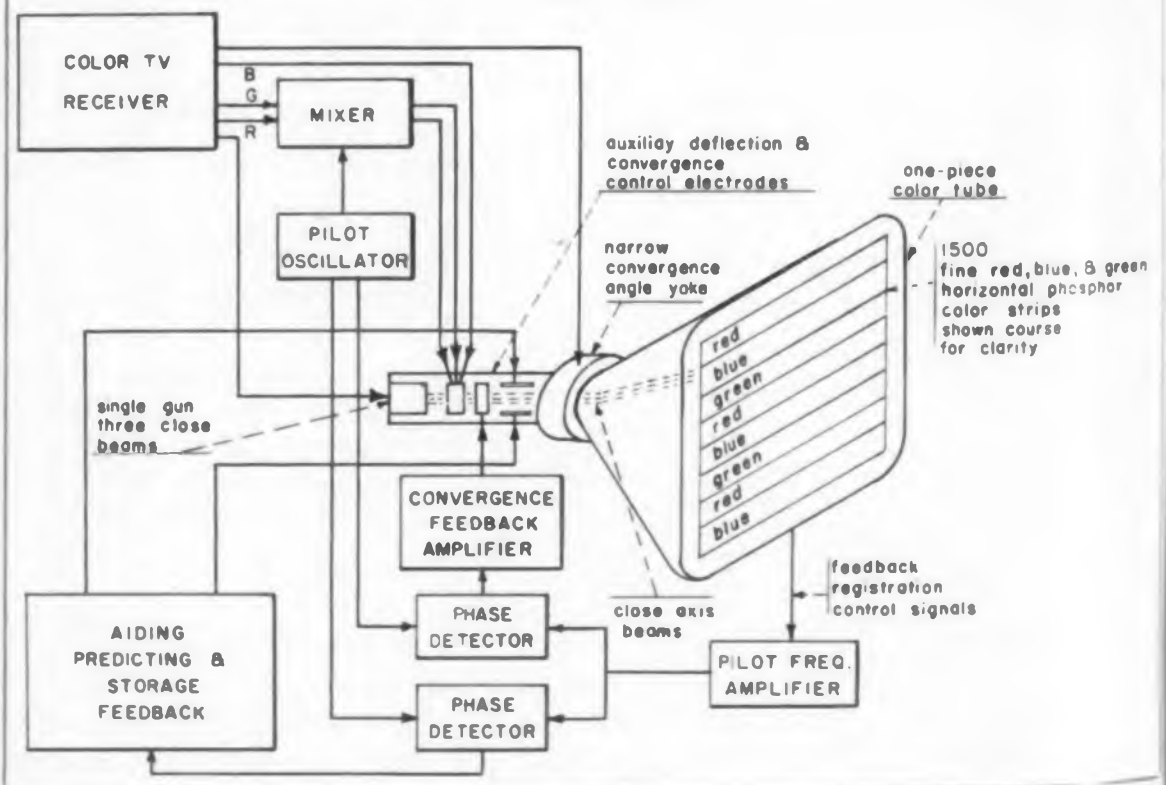 COLOR TV
RECEIVER
B
G
R
MIXER
PILOT
OSCILLATOR
auxiliay deflection &
convergence
control electrodes
one-piece
color tube
narrow
convergence
angle yoke
1500
fine red, blue, & green
horizontal phosphor
color strips
shown course
for clarity
red
blue
green
red
blue
green
red
blue
single gun
three close
beams
CONVERGENCE
FEEDBACK
AMPLIFIER
close axis
beams
feedback
registration
control signals
AIDING
PREDICTING &
STORAGE
FEEDBACK
PHASE
DETECTOR
PHASE
DETECTOR
PILOT FREQ.
AMPLIFIER